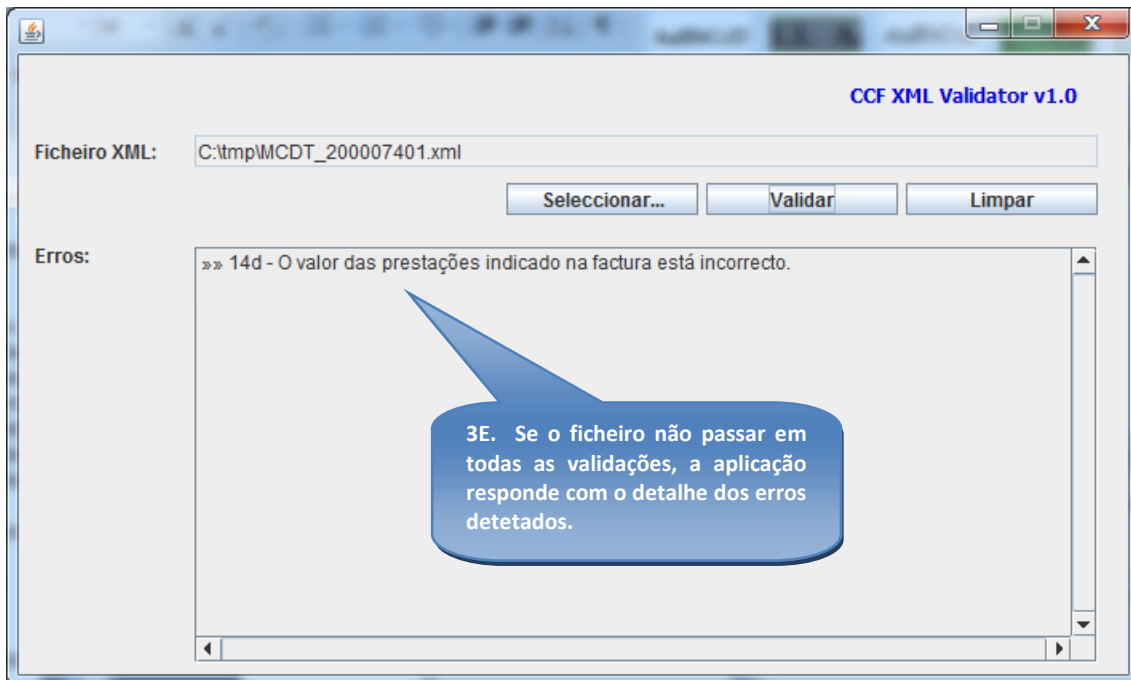 CCF XML Validator v1.0
Ficheiro XML: C:\tmp\MCDT_200007401.xml
Seleccionar... Validar Limpar
Erros: »» 14d - O valor das prestações indicado na factura está incorrecto.
3E. Se o ficheiro não passar em
todas as validações, a aplicação
responde com o detalhe dos erros
detetados.